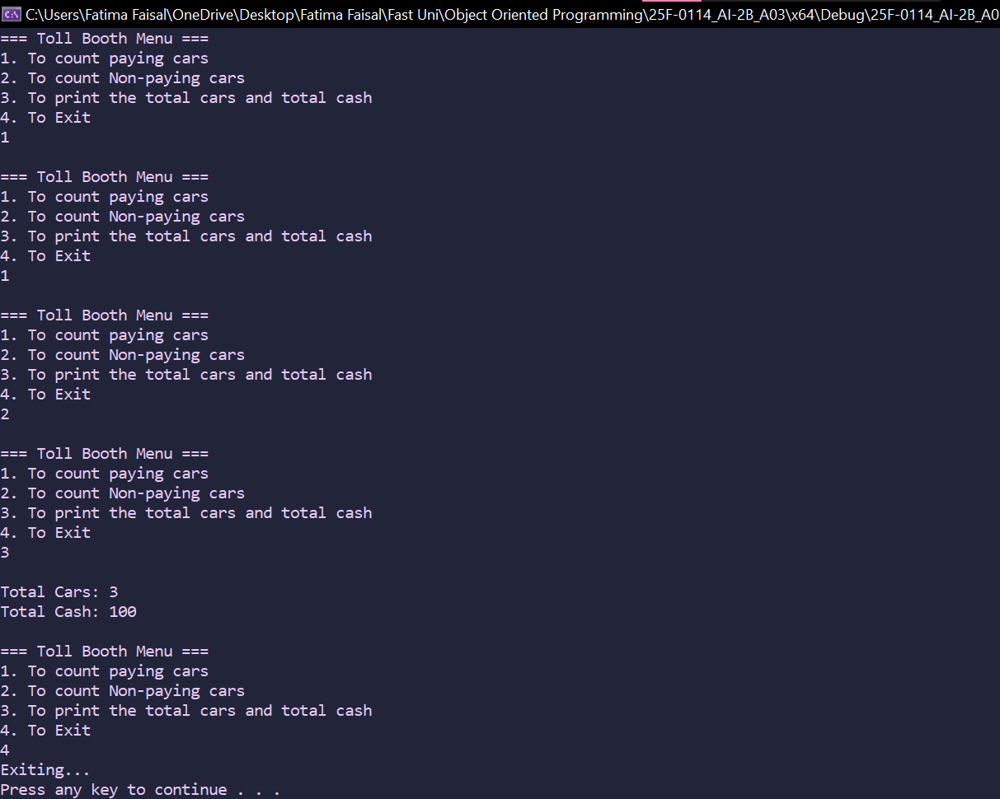 C:\Users\Fatima Faisal\OneDrive\Desktop\Fatima Faisal\Fast Uni\Object Oriented Programming\25F-0114_AI-2B_A03\x64\Debug\25F-0114_AI-2B_A0
=== Toll Booth Menu ===
1. To count paying cars
2. To count Non-paying cars
3. To print the total cars and total cash
4. To Exit
1
=== Toll Booth Menu ===
1. To count paying cars
2. To count Non-paying cars
3. To print the total cars and total cash
4. To Exit
1
=== Toll Booth Menu ===
1. To count paying cars
2. To count Non-paying cars
3. To print the total cars and total cash
4. To Exit
2
=== Toll Booth Menu ===
1. To count paying cars
2. To count Non-paying cars
3. To print the total cars and total cash
4. To Exit
3
Total Cars: 3
Total Cash: 100
=== Toll Booth Menu ===
1. To count paying cars
2. To count Non-paying cars
3. To print the total cars and total cash
4. To Exit
4
Exiting...
Press any key to continue . . .